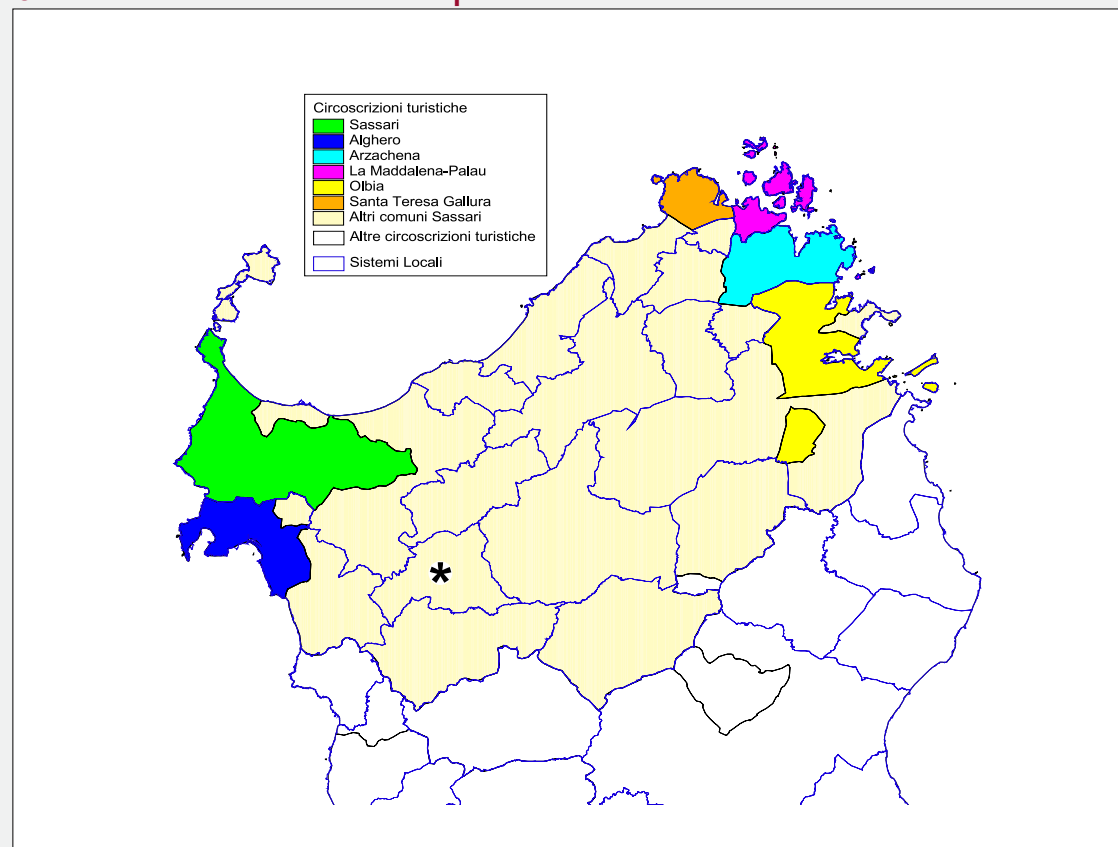 Circoscrizioni turistiche
Sassari
Alghero
Arzachena
La Maddalena-Palau
Olbia
Santa Teresa Gallura
Altri comuni Sassari
Altre circoscrizioni turistiche
Sistemi Locali
*